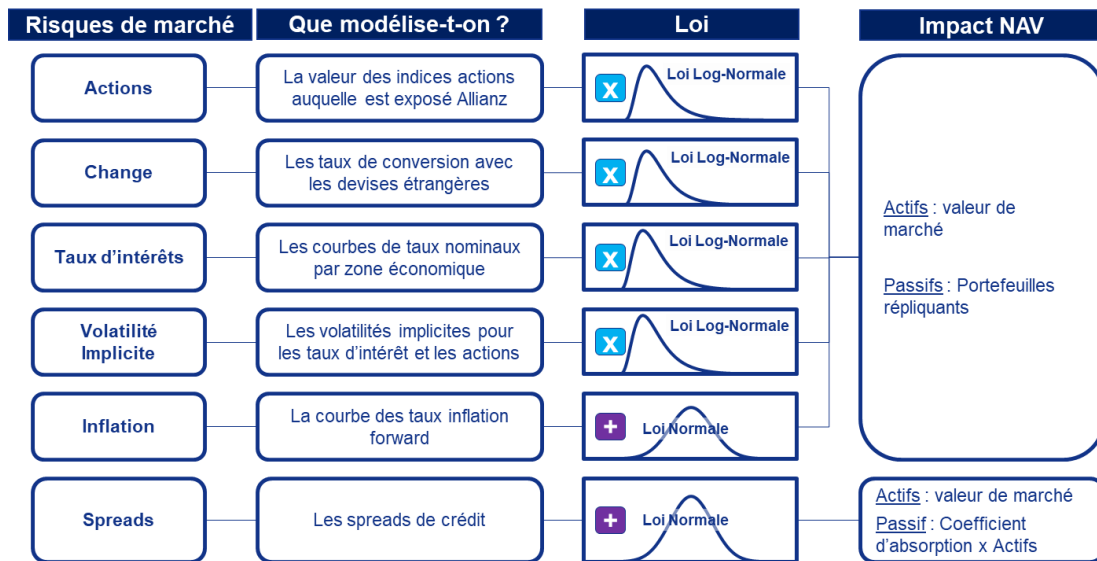 Risques de marché
Que modélise-t-on ?
Loi
Impact NAV
Actions
La valeur des indices actions
auquelle est exposé Allianz
x
Loi Log-Normale
Change
Les taux de conversion avec
les devises étrangères
x
Loi Log-Normale
Taux d'intérêts
Les courbes de taux nominaux
par zone économique
x
Loi Log-Normale
Volatilité
Implicite
Les volatilités implicites pour
les taux d'intérêt et les actions
x
Loi Log-Normale
Inflation
La courbe des taux inflation
forward
+
Loi Normale
Actifs : valeur de
marché
Passifs : Portefeuilles
répliquants
Spreads
Les spreads de crédit
+
Loi Normale
Actifs : valeur de marché
Passif : Coefficient
d'absorption x Actifs